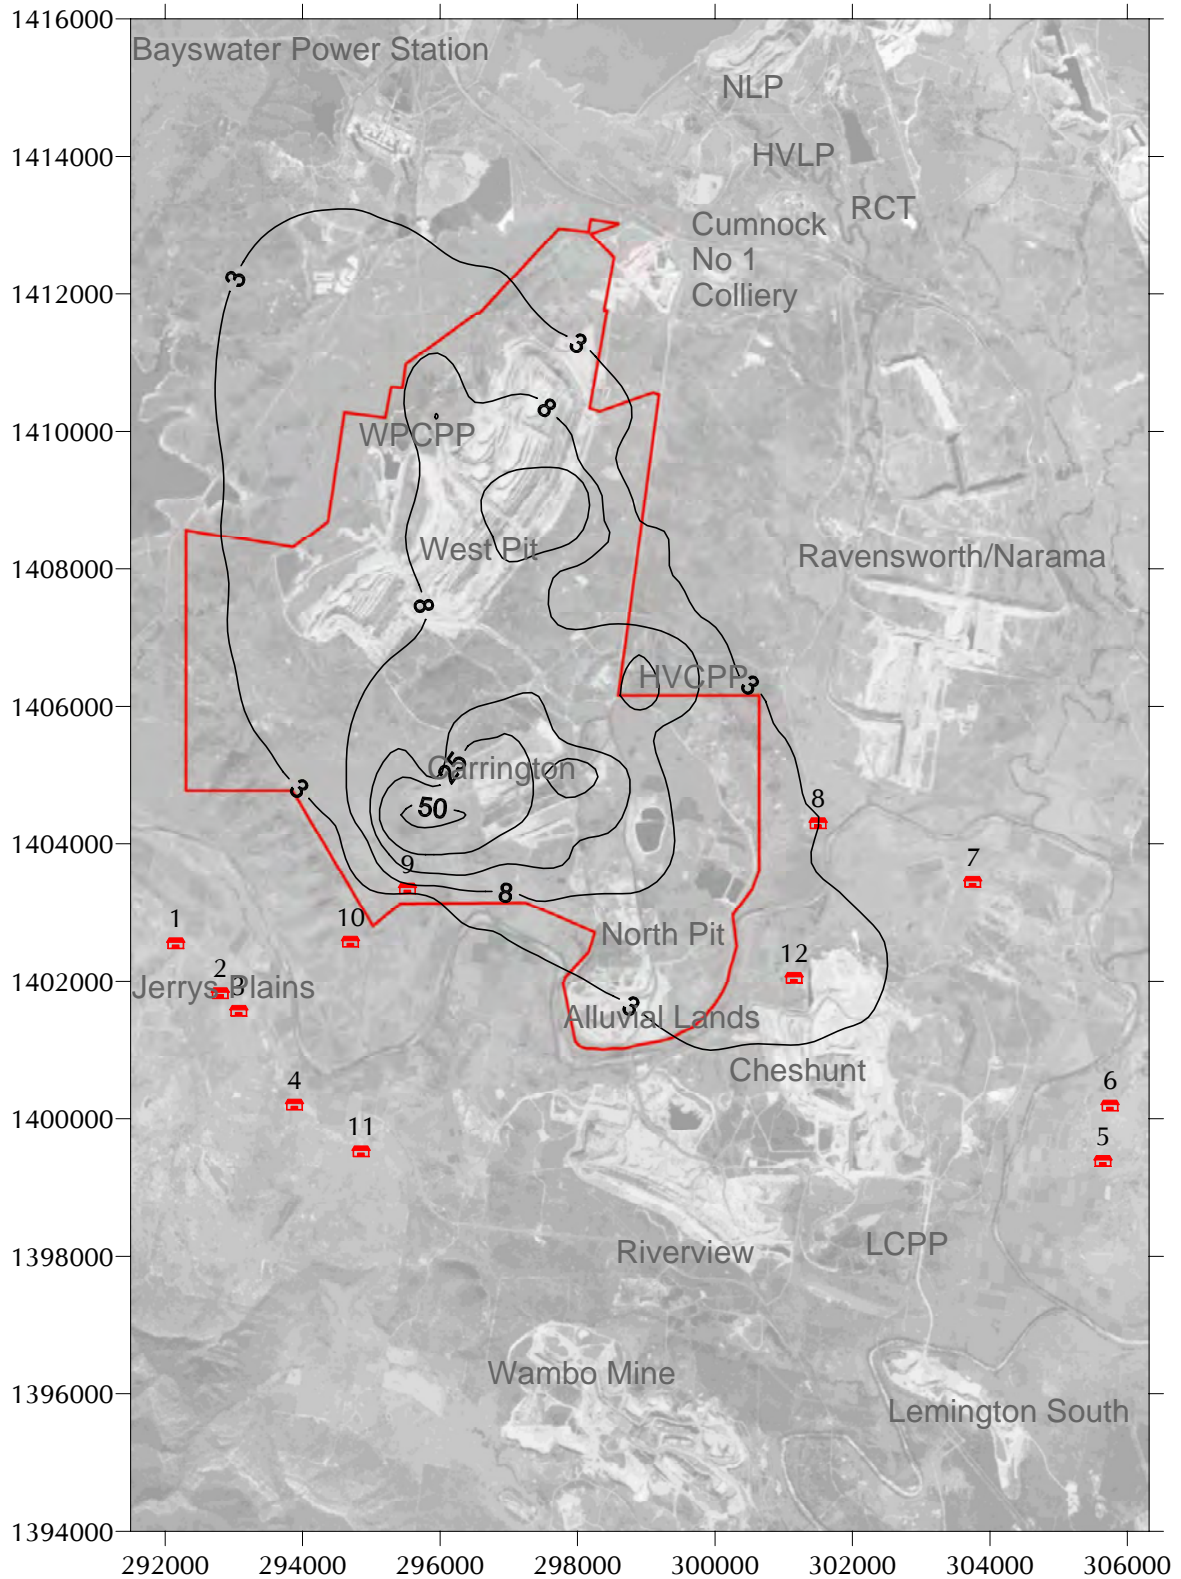 1416000
Bayswater Power Station
NLP
1414000
HVLP
RCT
Cumnock
No 1
Colliery
3
1412000
3
8
1410000
WPCPP
West Pit
1408000
Ravensworth/Narama
8
HVCPP
3
1406000
25
Carrington
3
50
8
1404000
7
9
8
10
1
North Pit
12
2
3
1402000
Jerrys Plains
3
Alluvial Lands
Cheshunt
4
6
1400000
11
5
LCPP
1398000
Riverview
Wambo Mine
1396000
Lemington South
1394000
292000 294000 296000 298000 300000 302000 304000 306000